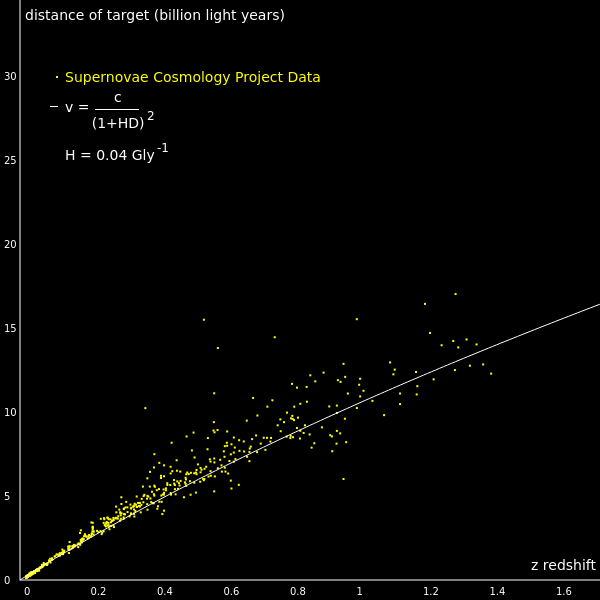 distance of target (billion light years)
30
· Supernovae Cosmology Project Data
– v = c
(1+HD) 2
H = 0.04 Gly -1
25
20
15
10
5
z redshift
0
0 0.2 0.4 0.6 0.8 1 1.2 1.4 1.6